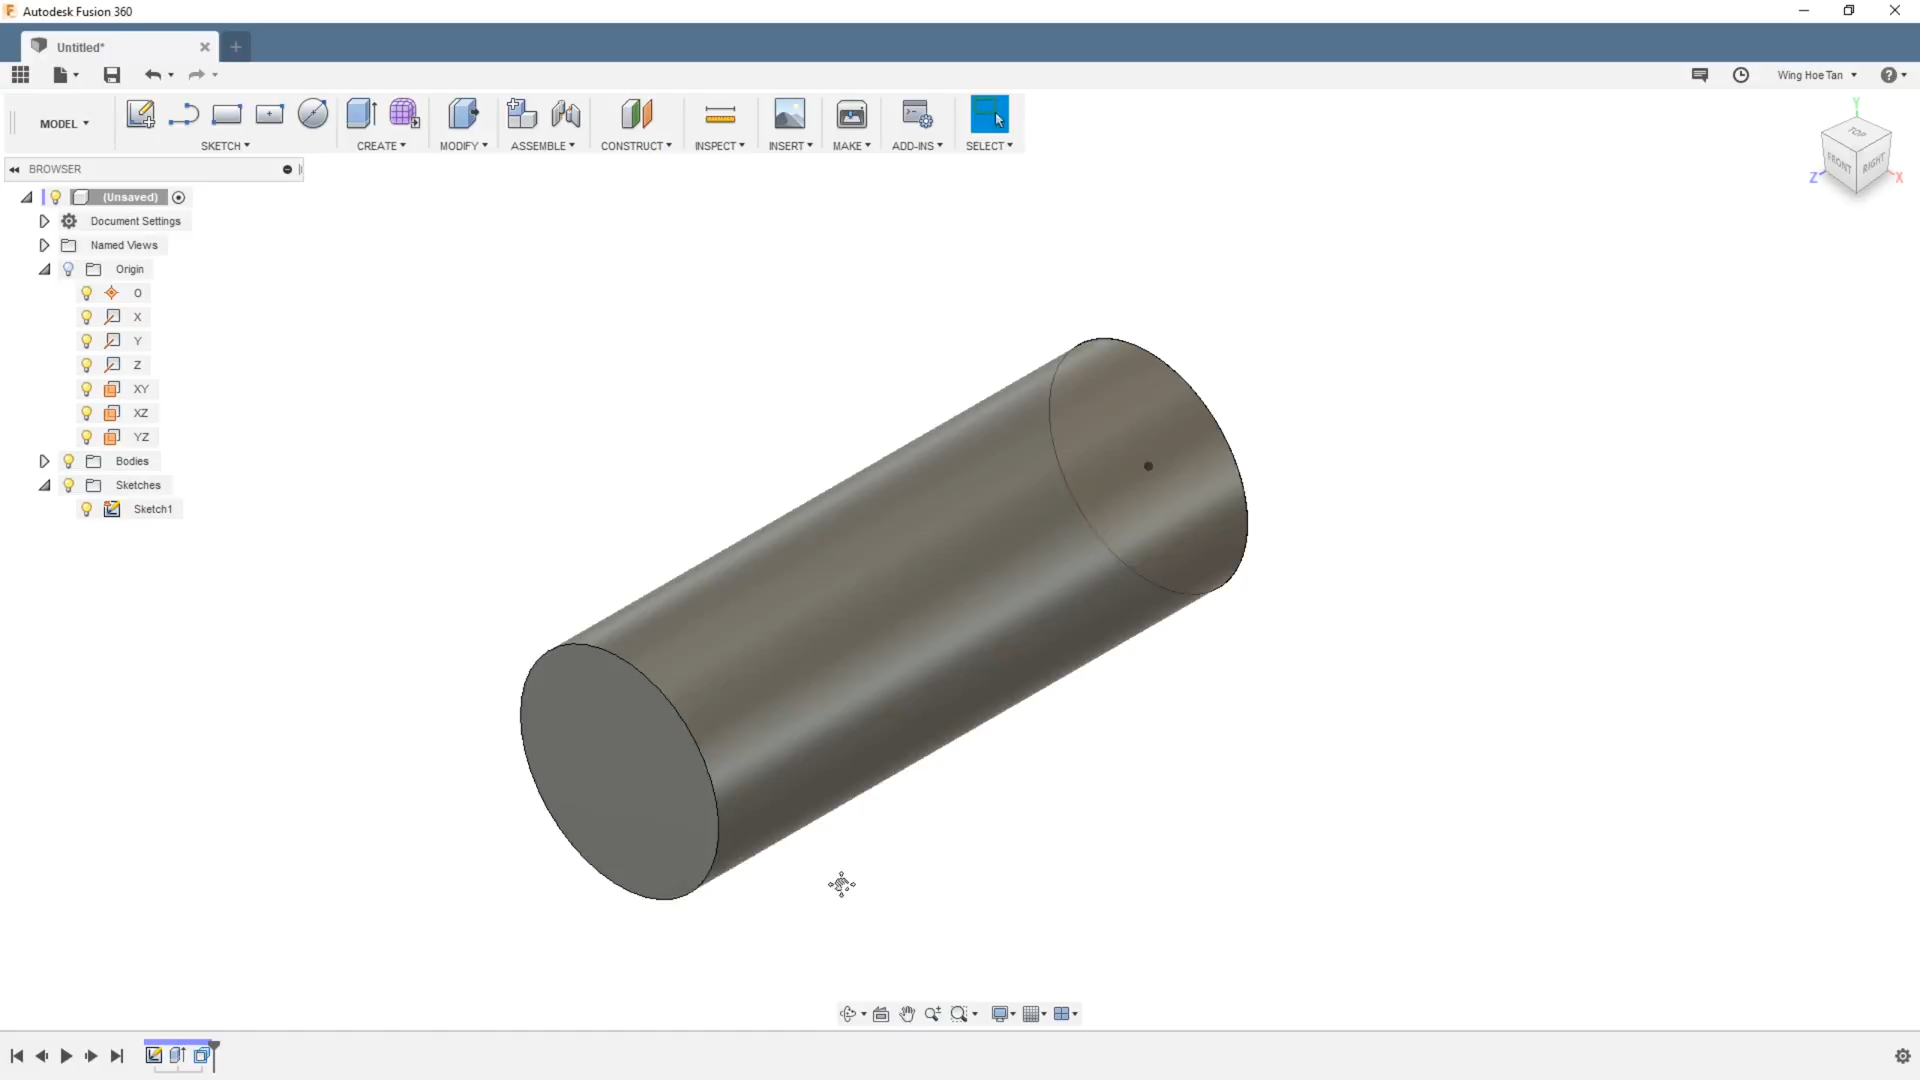 Autodesk Fusion 360
Untitled*
Wing Hoe Tan
MODEL
SKETCH
CREATE
MODIFY
ASSEMBLE
CONSTRUCT
INSPECT
INSERT
MAKE
ADD-INS
SELECT
Y
TOP
FRONT
RIGHT
Z
X
BROWSER
(Unsaved)
Document Settings
Named Views
Origin
O
X
Y
Z
XY
XZ
YZ
Bodies
Sketches
Sketch1